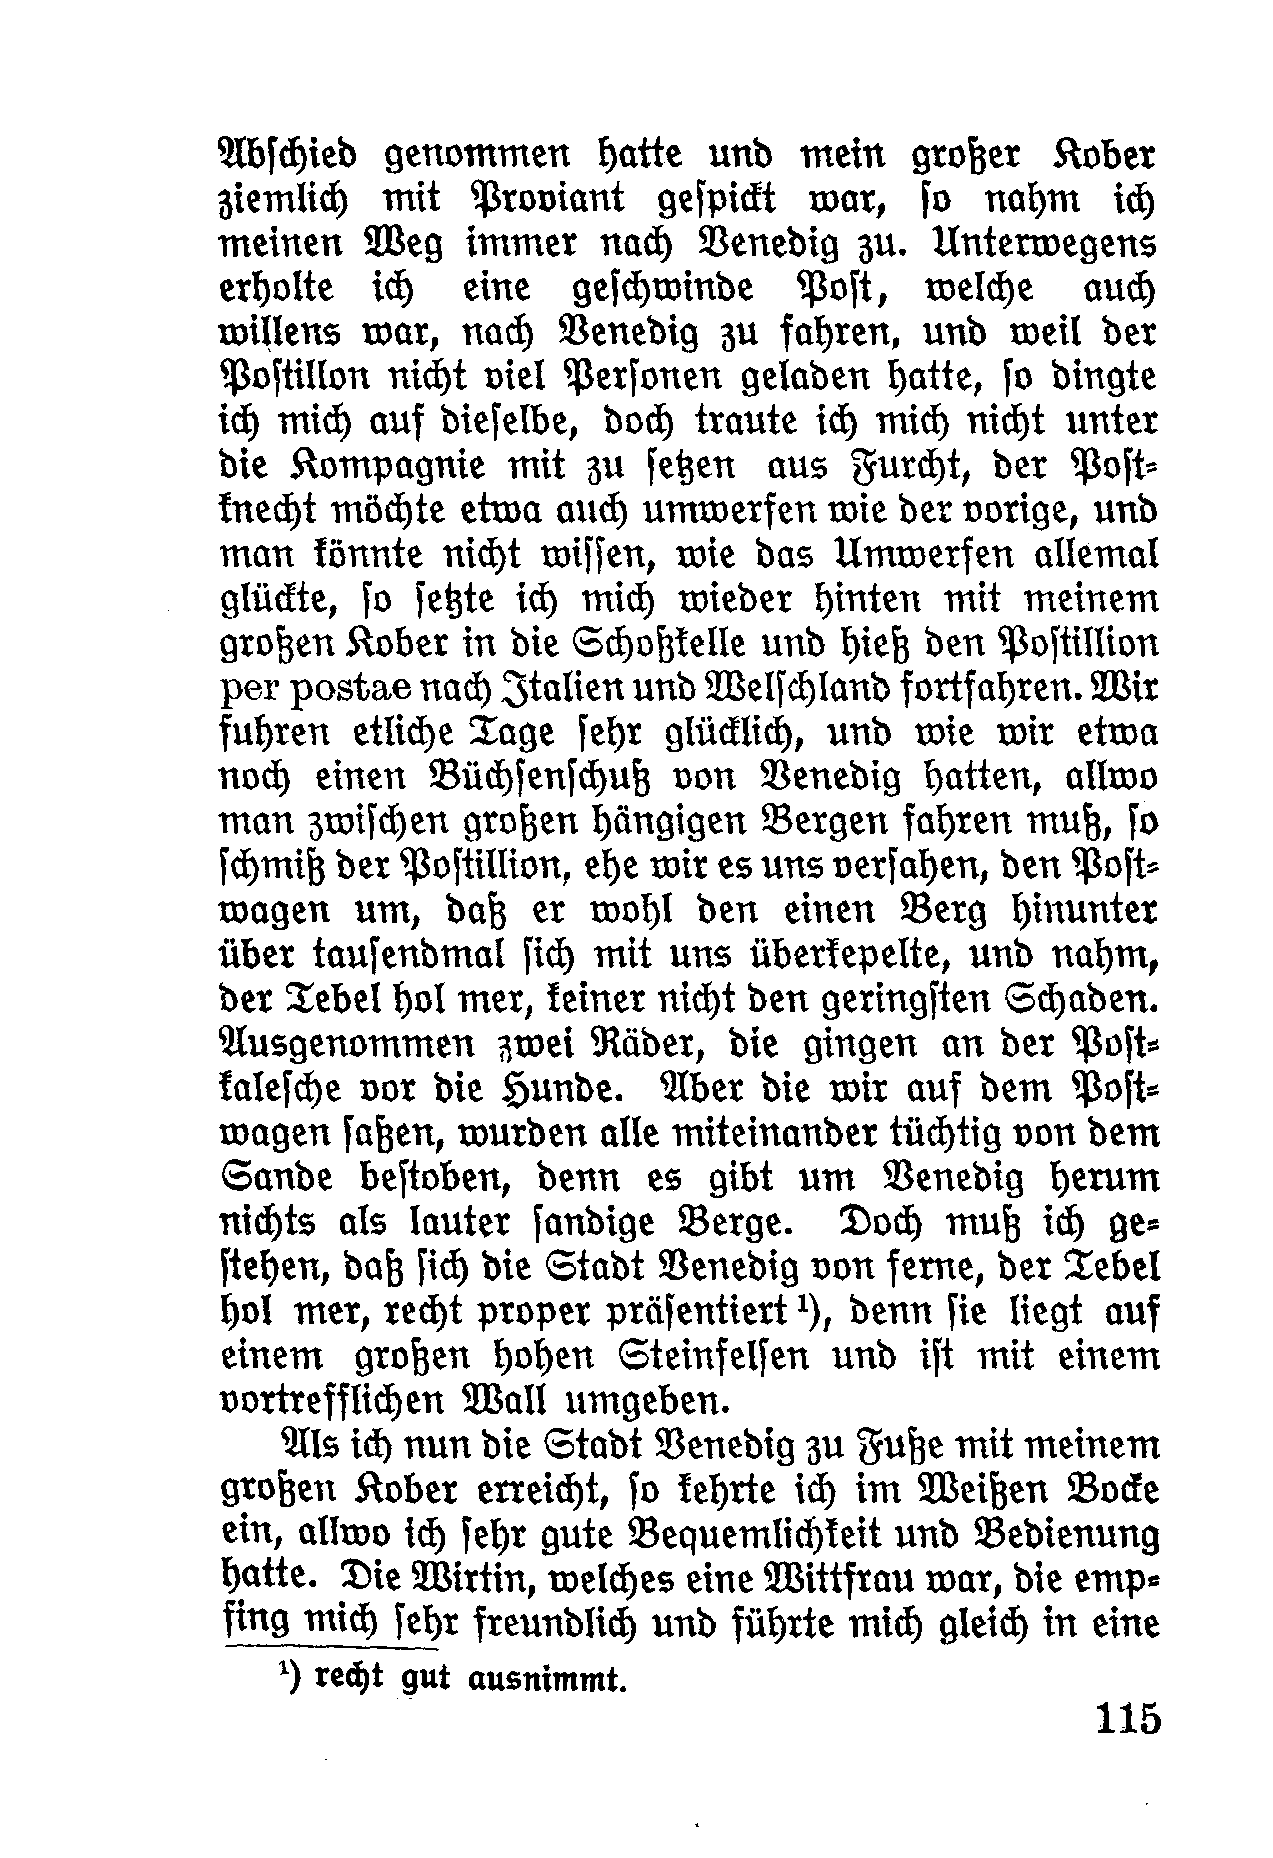 Abſchied genommen hatte und mein großer Kober
ziemlich mit Proviant geſpickt war, ſo nahm ich
meinen Weg immer nach Venedig zu. Unterwegens
erholte ich eine geſchwinde Poſt, welche auch
willens war, nach Venedig zu fahren, und weil der
Poſtillon nicht viel Perſonen geladen hatte, ſo dingte
ich mich auf dieſelbe, doch traute ich mich nicht unter
die Kompagnie mit zu ſetzen aus Furcht, der Poſt⸗
knecht möchte etwa auch umwerfen wie der vorige, und
man könnte nicht wiſſen, wie das Umwerfen allemal
glückte, ſo ſetzte ich mich wieder hinten mit meinem
großen Kober in die Schoßkelle und hieß den Poſtillion
per postae nach Italien und Welſchland fortfahren. Wir
fuhren etliche Tage ſehr glücklich, und wie wir etwa
noch einen Büchſenſchuß von Venedig hatten, allwo
man zwiſchen großen hängigen Bergen fahren muß, ſo
ſchmiß der Poſtillion, ehe wir es uns verſahen, den Poſt⸗
wagen um, daß er wohl den einen Berg hinunter
über tauſendmal ſich mit uns überkepelte, und nahm,
der Tebel hol mer, keiner nicht den geringſten Schaden.
Ausgenommen zwei Räder, die gingen an der Poſt⸗
kaleſche vor die Hunde. Aber die wir auf dem Poſt⸗
wagen ſaßen, wurden alle miteinander tüchtig von dem
Sande beſtoben, denn es gibt um Venedig herum
nichts als lauter ſandige Berge. Doch muß ich ge⸗
ſtehen, daß ſich die Stadt Venedig von ferne, der Tebel
hol mer, recht proper präſentiert ¹), denn ſie liegt auf
einem großen hohen Steinfelſen und iſt mit einem
vortrefflichen Wall umgeben.
Als ich nun die Stadt Venedig zu Fuße mit meinem
großen Kober erreicht, ſo kehrte ich im Weißen Bocke
ein, allwo ich ſehr gute Bequemlichkeit und Bedienung
hatte. Die Wirtin, welches eine Wittfrau war, die emp⸗
fing mich ſehr freundlich und führte mich gleich in eine
¹) recht gut ausnimmt.
115